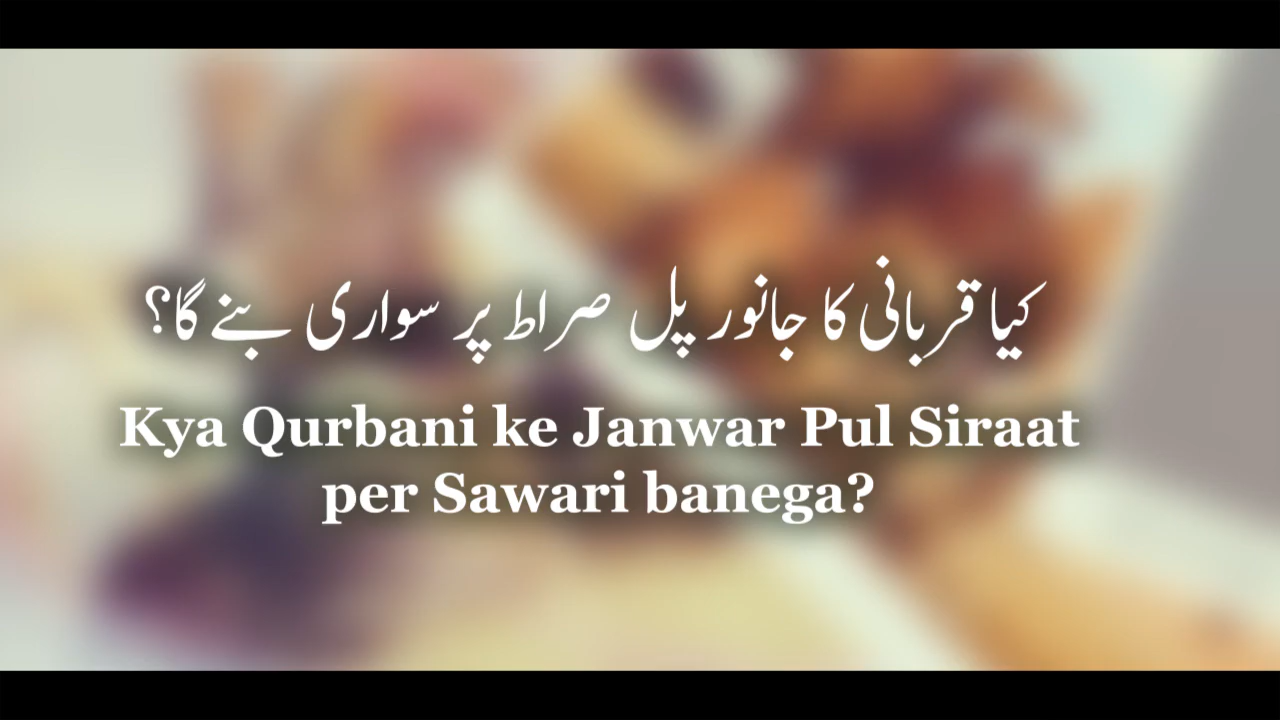 کیا قربانی کا جانور پل صراط پر سواری بنے گا؟
Kya Qurbani ke Janwar Pul Siraat
per Sawari banega?